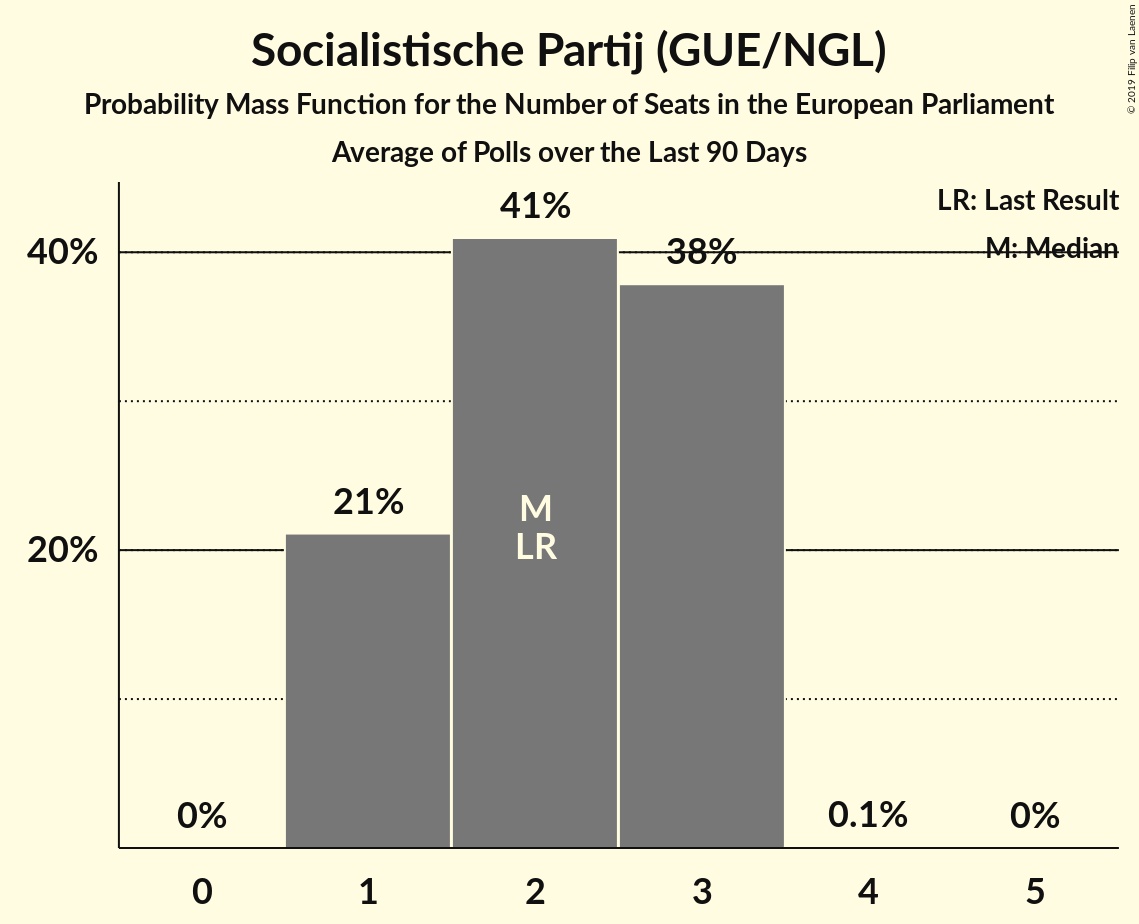 Socialistische Partij (GUE/NGL)
Probability Mass Function for the Number of Seats in the European Parliament
Average of Polls over the Last 90 Days
© 2019 Filip van Laenen
LR: Last Result
M: Median
40%
20%
0%
21%
41%
38%
0.1%
0%
M
LR
0
1
2
3
4
5